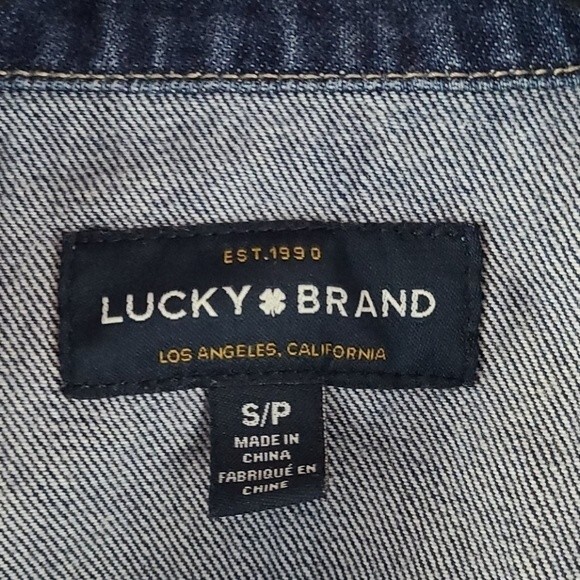 EST.1990
LUCKY BRAND
LOS ANGELES, CALIFORNIA
S/P
MADE IN
CHINA
FABRIQUÉ EN
CHINE